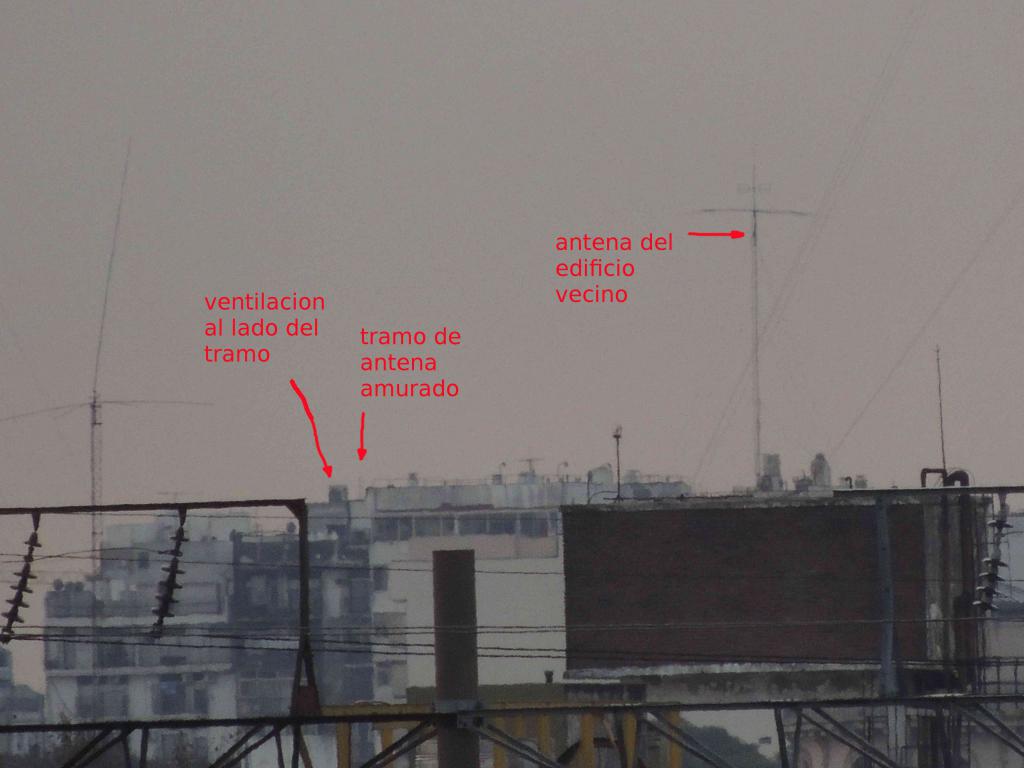 ventilacion
al lado del
tramo
tramo de
antena
amurado
antena del
edificio
vecino